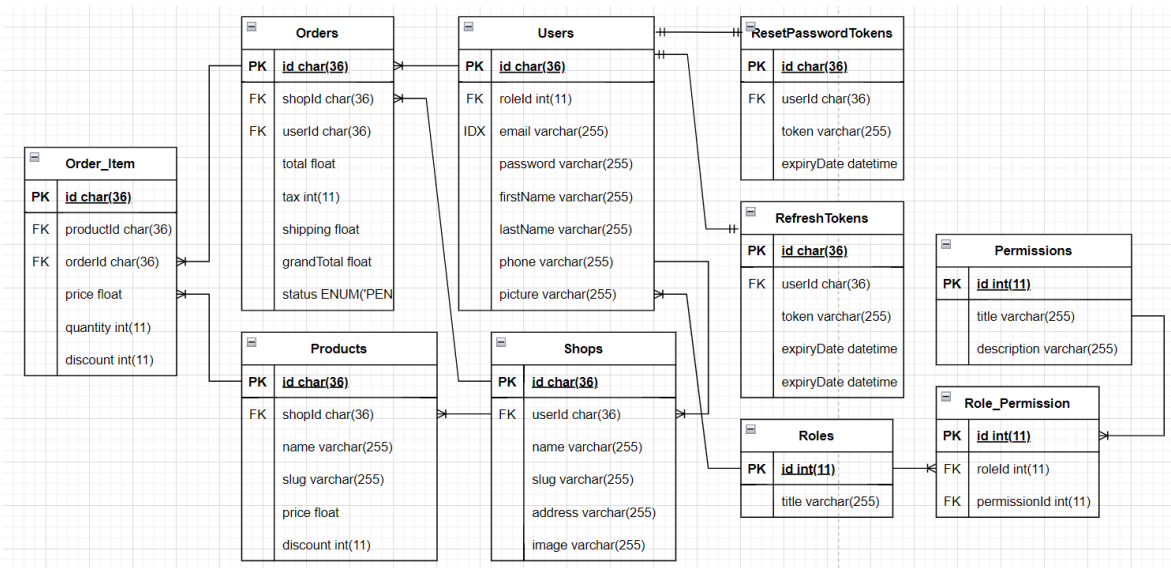 Orders
PK id char(36)
FK shopId char(36)
FK userId char(36)
total float
tax int(11)
shipping float
grandTotal float
status ENUM('PEN
Users
PK id char(36)
FK roleId int(11)
IDX email varchar(255)
password varchar(255)
firstName varchar(255)
lastName varchar(255)
phone varchar(255)
picture varchar(255)
ResetPasswordTokens
PK id char(36)
FK userId char(36)
token varchar(255)
expiryDate datetime
Order_Item
PK id char(36)
FK productId char(36)
FK orderId char(36)
price float
quantity int(11)
discount int(11)
RefreshTokens
PK id char(36)
FK userId char(36)
token varchar(255)
expiryDate datetime
expiryDate datetime
Permissions
PK id int(11)
title varchar(255)
description varchar(255)
Products
PK id char(36)
FK shopId char(36)
name varchar(255)
slug varchar(255)
price float
discount int(11)
Shops
PK id char(36)
FK userId char(36)
name varchar(255)
slug varchar(255)
address varchar(255)
image varchar(255)
Roles
PK id int(11)
title varchar(255)
Role_Permission
PK id int(11)
FK roleId int(11)
FK permissionId int(11)